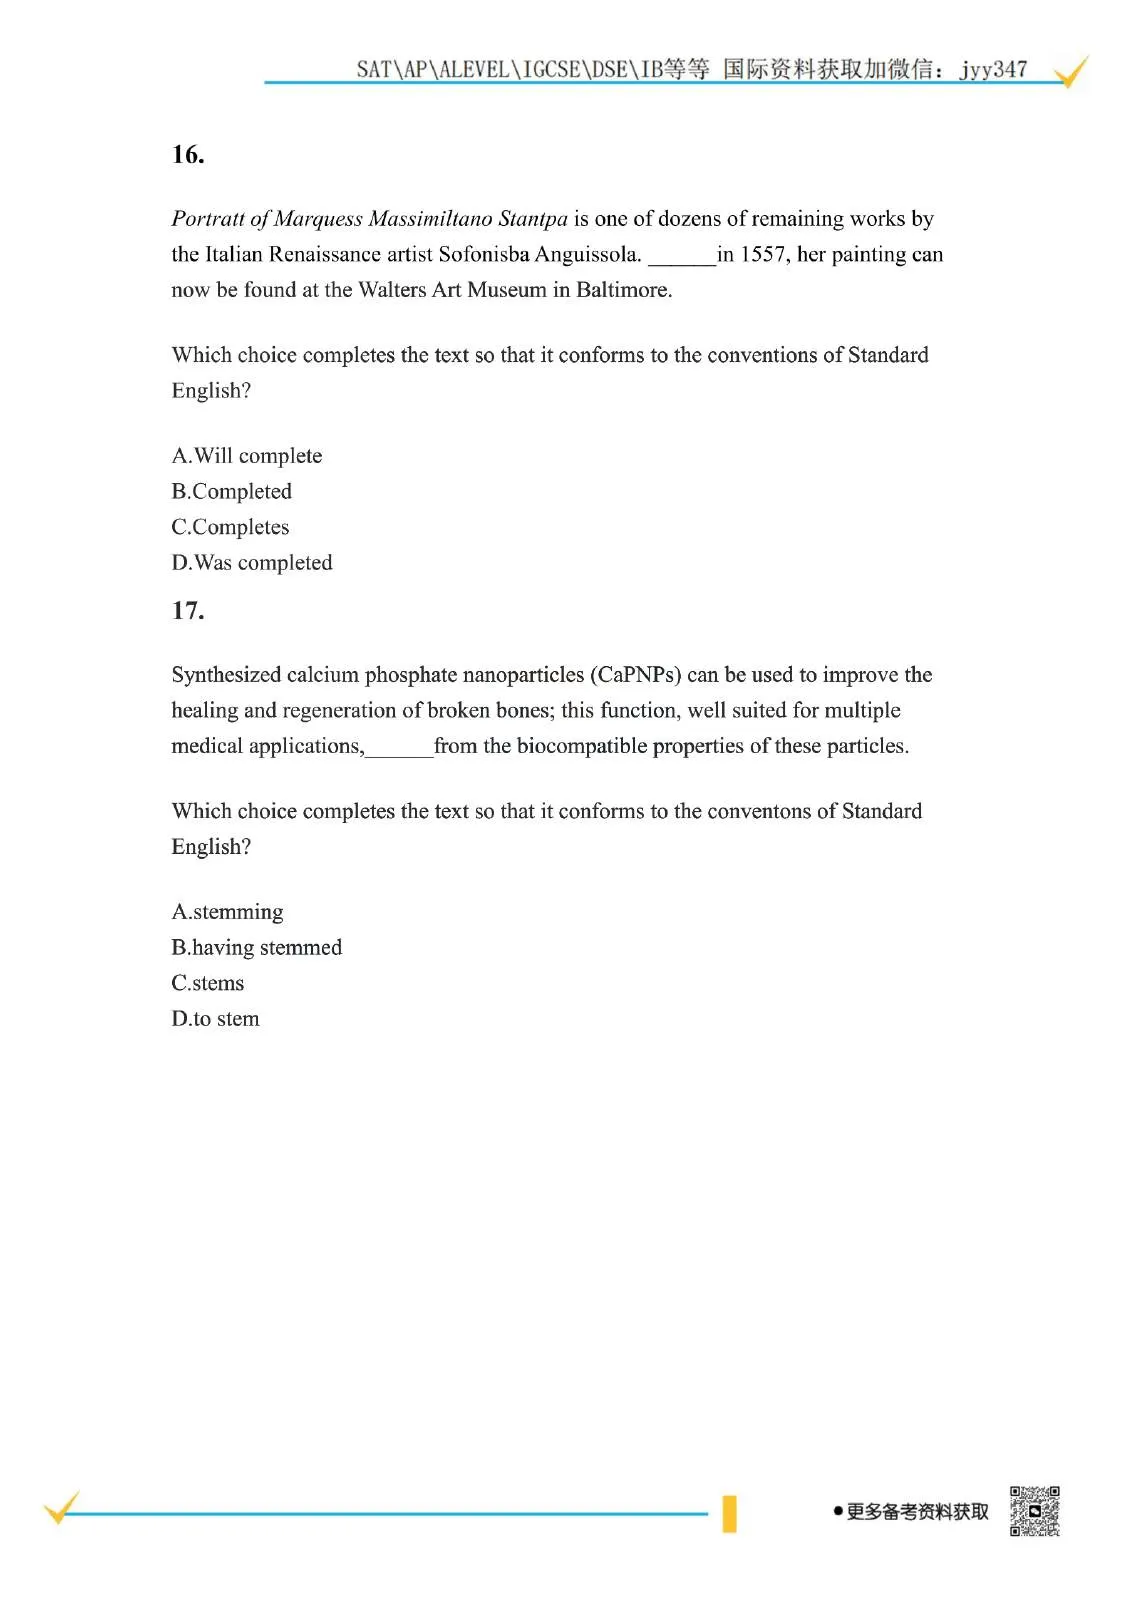 SAT\AP\ALEVEL\IGCSE\DSE\IB等等 国际资料获取加微信：jyy347
16.
Portratt of Marquess Massimiltano Stantpa is one of dozens of remaining works by
the Italian Renaissance artist Sofonisba Anguissola. ______in 1557, her painting can
now be found at the Walters Art Museum in Baltimore.
Which choice completes the text so that it conforms to the conventions of Standard
English?
A.Will complete
B.Completed
C.Completes
D.Was completed
17.
Synthesized calcium phosphate nanoparticles (CaPNPs) can be used to improve the
healing and regeneration of broken bones; this function, well suited for multiple
medical applications,______from the biocompatible properties of these particles.
Which choice completes the text so that it conforms to the conventons of Standard
English?
A.stemming
B.having stemmed
C.stems
D.to stem
●更多备考资料获取